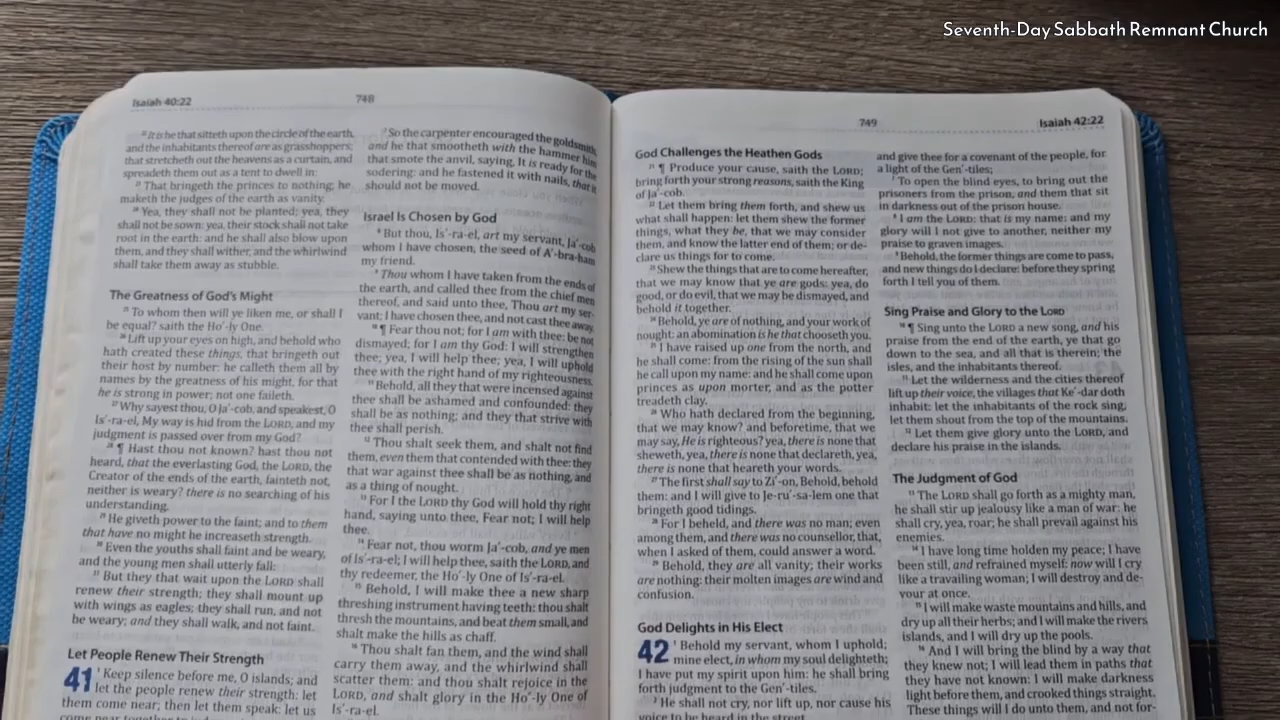 Seventh-Day Sabbath Remnant Church
Isaiah 40:22
748
22 It is he that sitteth upon the circle of the earth,
and the inhabitants thereof are as grasshoppers;
that stretcheth out the heavens as a curtain, and
spreadeth them out as a tent to dwell in:
23 That bringeth the princes to nothing; he
maketh the judges of the earth as vanity.
24 Yea, they shall not be planted; yea, they
shall not be sown: yea, their stock shall not take
root in the earth: and he shall also blow upon
them, and they shall wither, and the whirlwind
shall take them away as stubble.
The Greatness of God's Might
25 To whom then will ye liken me, or shall I
be equal? saith the Ho'-ly One.
26 Lift up your eyes on high, and behold who
hath created these things, that bringeth out
their host by number: he calleth them all by
names by the greatness of his might, for that
he is strong in power; not one faileth.
27 Why sayest thou, O Ja'-cob, and speakest, O
Is'-ra-el, My way is hid from the LORD, and my
judgment is passed over from my God?
28 ¶ Hast thou not known? hast thou not
heard, that the everlasting God, the LORD, the
Creator of the ends of the earth, fainteth not,
neither is weary? there is no searching of his
understanding.
29 He giveth power to the faint; and to them
that have no might he increaseth strength.
30 Even the youths shall faint and be weary,
and the young men shall utterly fall:
31 But they that wait upon the LORD shall
renew their strength; they shall mount up
with wings as eagles; they shall run, and not
be weary; and they shall walk, and not faint.
Let People Renew Their Strength
41 1 Keep silence before me, O islands; and
let the people renew their strength: let
them come near; then let them speak: let us
come near together to
7 So the carpenter encouraged the goldsmith,
and he that smootheth with the hammer him
that smote the anvil, saying, It is ready for the
sodering: and he fastened it with nails, that it
should not be moved.
Israel Is Chosen by God
8 But thou, Is'-ra-el, art my servant, Ja'-cob
whom I have chosen, the seed of A'-bra-ham
my friend.
9 Thou whom I have taken from the ends of
the earth, and called thee from the chief men
thereof, and said unto thee, Thou art my ser-
vant; I have chosen thee, and not cast thee away.
10 ¶ Fear thou not; for I am with thee: be not
dismayed; for I am thy God: I will strengthen
thee; yea, I will help thee; yea, I will uphold
thee with the right hand of my righteousness.
11 Behold, all they that were incensed against
thee shall be ashamed and confounded: they
shall be as nothing; and they that strive with
thee shall perish.
12 Thou shalt seek them, and shalt not find
them, even them that contended with thee: they
that war against thee shall be as nothing, and
as a thing of nought.
13 For I the LORD thy God will hold thy right
hand, saying unto thee, Fear not; I will help
thee.
14 Fear not, thou worm Ja'-cob, and ye men
of Is'-ra-el; I will help thee, saith the LORD, and
thy redeemer, the Ho'-ly One of Is'-ra-el.
15 Behold, I will make thee a new sharp
threshing instrument having teeth: thou shalt
thresh the mountains, and beat them small, and
shalt make the hills as chaff.
16 Thou shalt fan them, and the wind shall
carry them away, and the whirlwind shall
scatter them: and thou shalt rejoice in the
LORD, and shalt glory in the Ho'-ly One of
Is'-ra-el.
749
Isaiah 42:22
God Challenges the Heathen Gods
21 ¶ Produce your cause, saith the LORD;
bring forth your strong reasons, saith the King
of Ja'-cob.
22 Let them bring them forth, and shew us
what shall happen: let them shew the former
things, what they be, that we may consider
them, and know the latter end of them; or de-
clare us things for to come.
23 Shew the things that are to come hereafter,
that we may know that ye are gods: yea, do
good, or do evil, that we may be dismayed, and
behold it together.
24 Behold, ye are of nothing, and your work of
nought: an abomination is he that chooseth you.
25 I have raised up one from the north, and
he shall come: from the rising of the sun shall
he call upon my name: and he shall come upon
princes as upon morter, and as the potter
treadeth clay.
26 Who hath declared from the beginning,
that we may know? and beforetime, that we
may say, He is righteous? yea, there is none that
sheweth, yea, there is none that declareth, yea,
there is none that heareth your words.
27 The first shall say to Zi'-on, Behold, behold
them: and I will give to Je-ru'-sa-lem one that
bringeth good tidings.
28 For I beheld, and there was no man; even
among them, and there was no counsellor, that,
when I asked of them, could answer a word.
29 Behold, they are all vanity; their works
are nothing: their molten images are wind and
confusion.
God Delights in His Elect
42 1 Behold my servant, whom I uphold;
mine elect, in whom my soul delighteth;
I have put my spirit upon him: he shall bring
forth judgment to the Gen'-tiles.
2 He shall not cry, nor lift up, nor cause his
voice to be heard in the street.
and give thee for a covenant of the people, for
a light of the Gen'-tiles;
7 To open the blind eyes, to bring out the
prisoners from the prison, and them that sit
in darkness out of the prison house.
8 I am the LORD: that is my name: and my
glory will I not give to another, neither my
praise to graven images.
9 Behold, the former things are come to pass,
and new things do I declare: before they spring
forth I tell you of them.
Sing Praise and Glory to the LORD
10 ¶ Sing unto the LORD a new song, and his
praise from the end of the earth, ye that go
down to the sea, and all that is therein; the
isles, and the inhabitants thereof.
11 Let the wilderness and the cities thereof
lift up their voice, the villages that Ke'-dar doth
inhabit: let the inhabitants of the rock sing,
let them shout from the top of the mountains.
12 Let them give glory unto the LORD, and
declare his praise in the islands.
The Judgment of God
13 The LORD shall go forth as a mighty man,
he shall stir up jealousy like a man of war: he
shall cry, yea, roar; he shall prevail against his
enemies.
14 I have long time holden my peace; I have
been still, and refrained myself: now will I cry
like a travailing woman; I will destroy and de-
vour at once.
15 I will make waste mountains and hills, and
dry up all their herbs; and I will make the rivers
islands, and I will dry up the pools.
16 And I will bring the blind by a way that
they knew not; I will lead them in paths that
they have not known: I will make darkness
light before them, and crooked things straight.
These things will I do unto them, and not for-